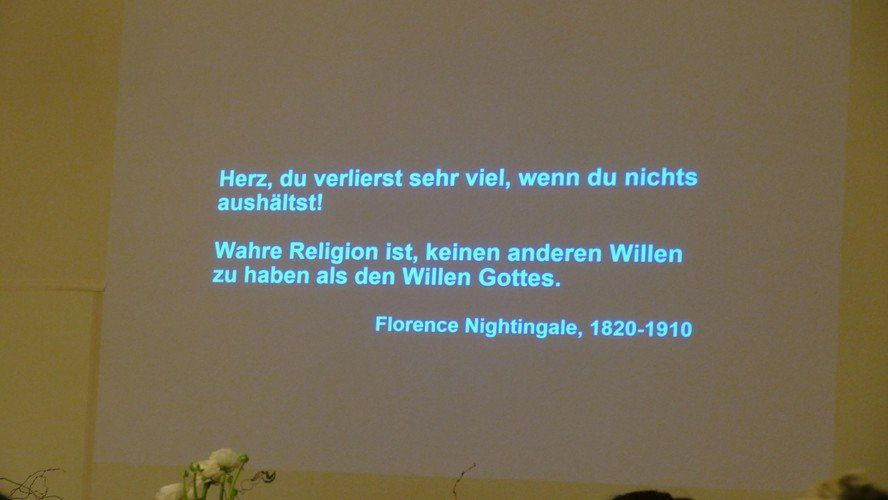 Herz, du verlierst sehr viel, wenn du nichts
aushältst!
Wahre Religion ist, keinen anderen Willen
zu haben als den Willen Gottes.
Florence Nightingale, 1820-1910